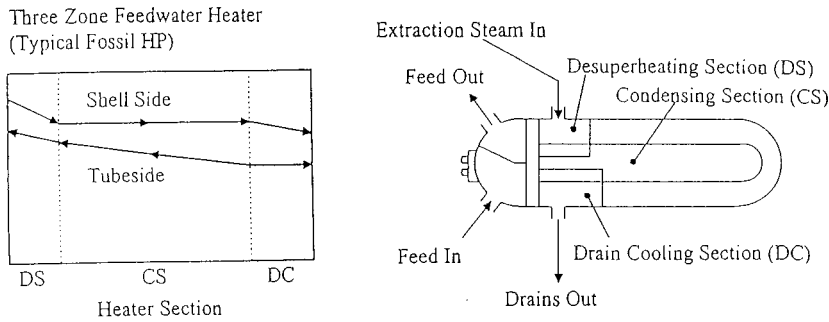 Three Zone Feedwater Heater
(Typical Fossil HP)
Shell Side
Tubeside
DS
CS
DC
Heater Section
Extraction Steam In
Feed Out
Desuperheating Section (DS)
Condensing Section (CS)
Feed In
Drain Cooling Section (DC)
Drains Out